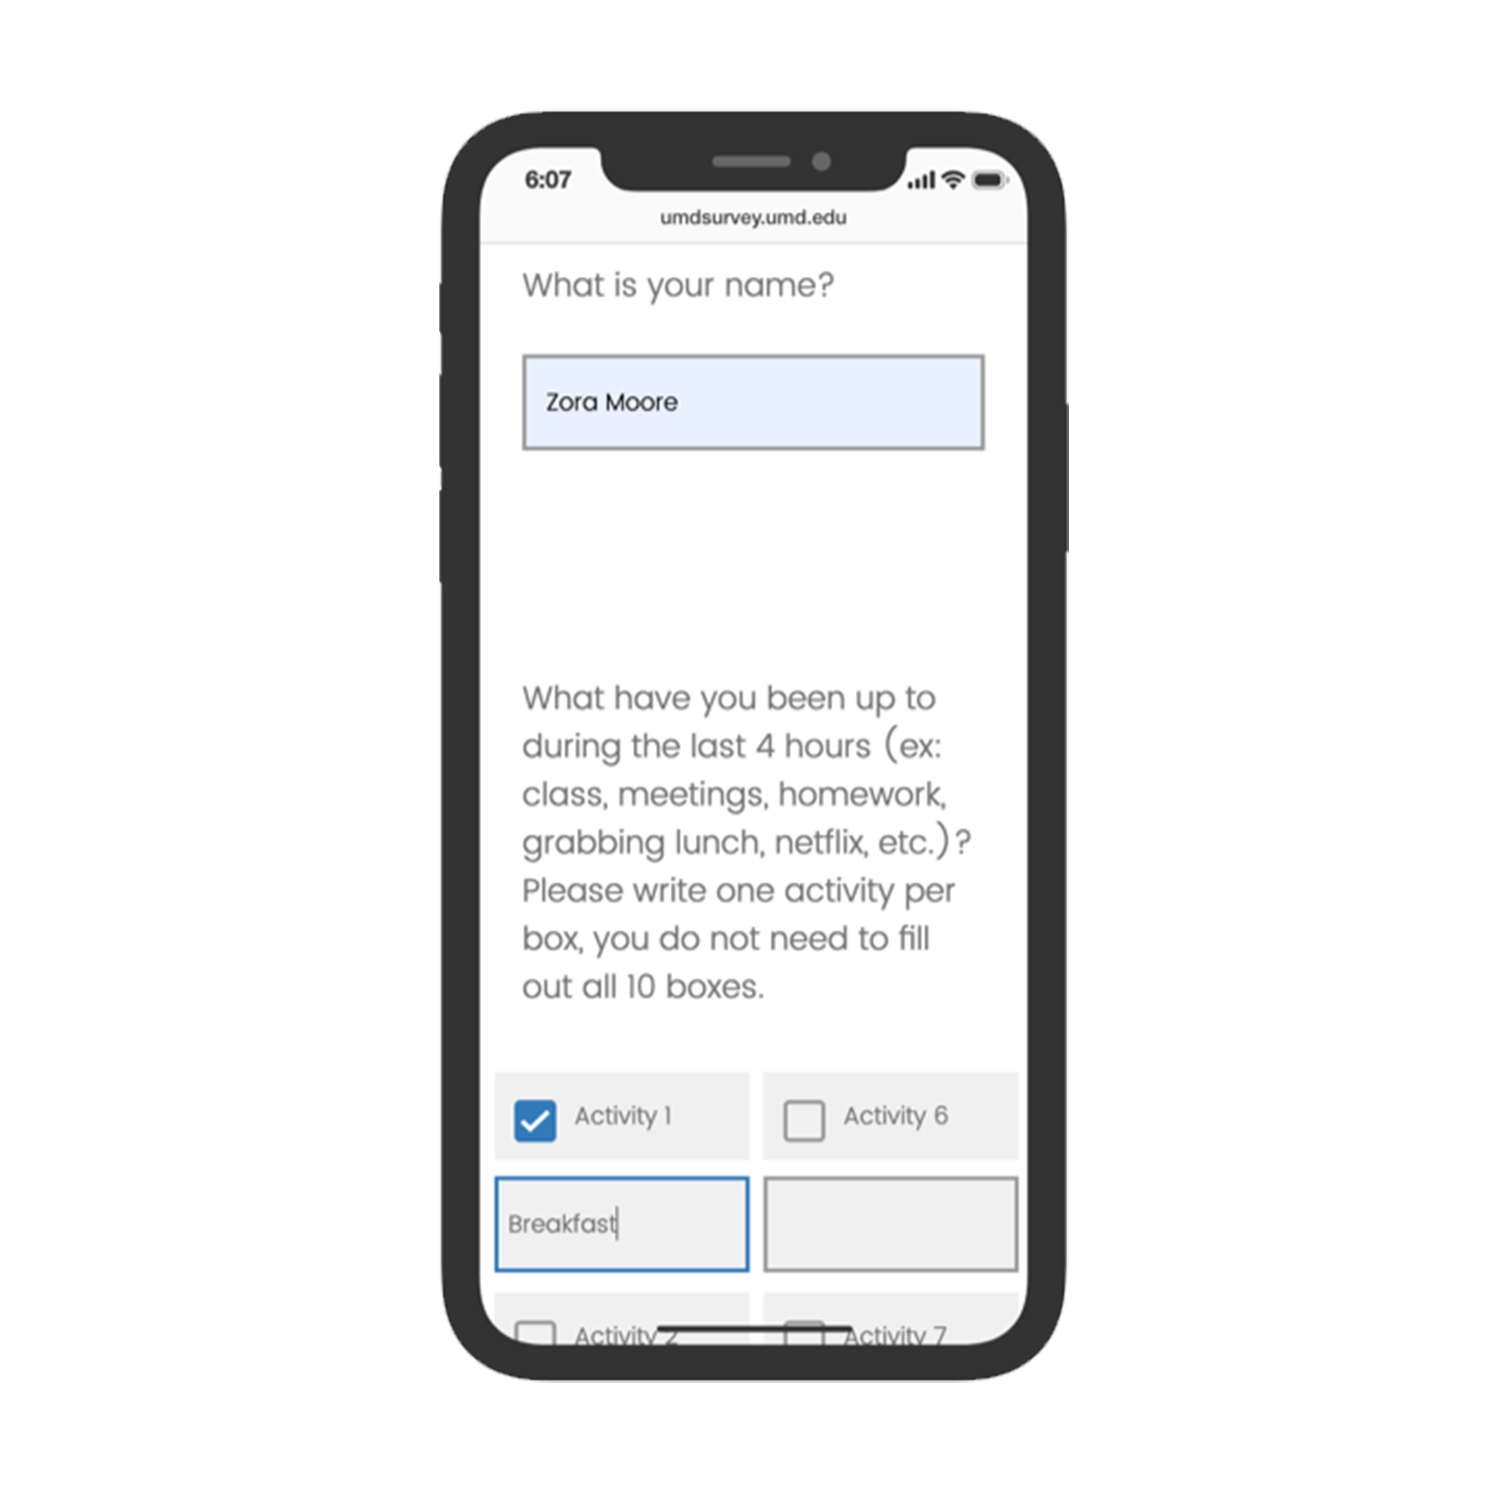 6:07
umdsurvey.umd.edu
What is your name?
Zora Moore
What have you been up to
during the last 4 hours (ex:
class, meetings, homework,
grabbing lunch, netflix, etc.)?
Please write one activity per
box, you do not need to fill
out all 10 boxes.
Activity 1
Activity 6
Breakfast
Activity 2
Activity 7